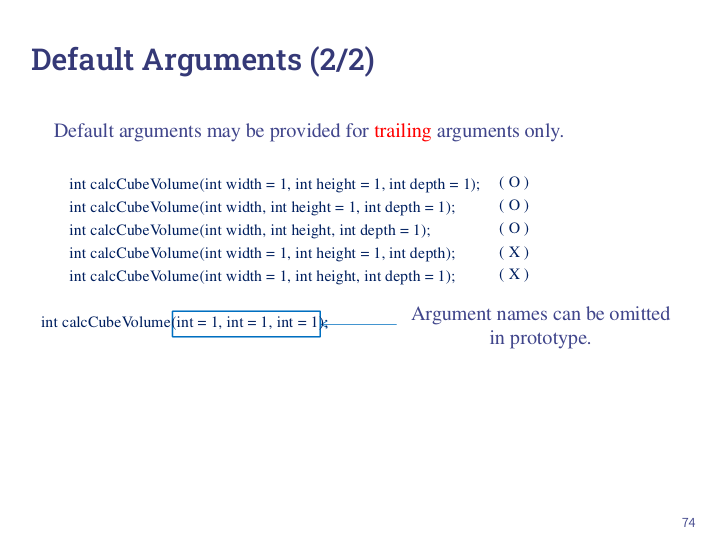 Default Arguments (2/2)
Default arguments may be provided for trailing arguments only.
int calcCubeVolume(int width = 1, int height = 1, int depth = 1); ( O )
int calcCubeVolume(int width, int height = 1, int depth = 1); ( O )
int calcCubeVolume(int width, int height, int depth = 1); ( O )
int calcCubeVolume(int width = 1, int height = 1, int depth); ( X )
int calcCubeVolume(int width = 1, int height, int depth = 1); ( X )
int calcCubeVolume(int = 1, int = 1, int = 1);
Argument names can be omitted
in prototype.
74